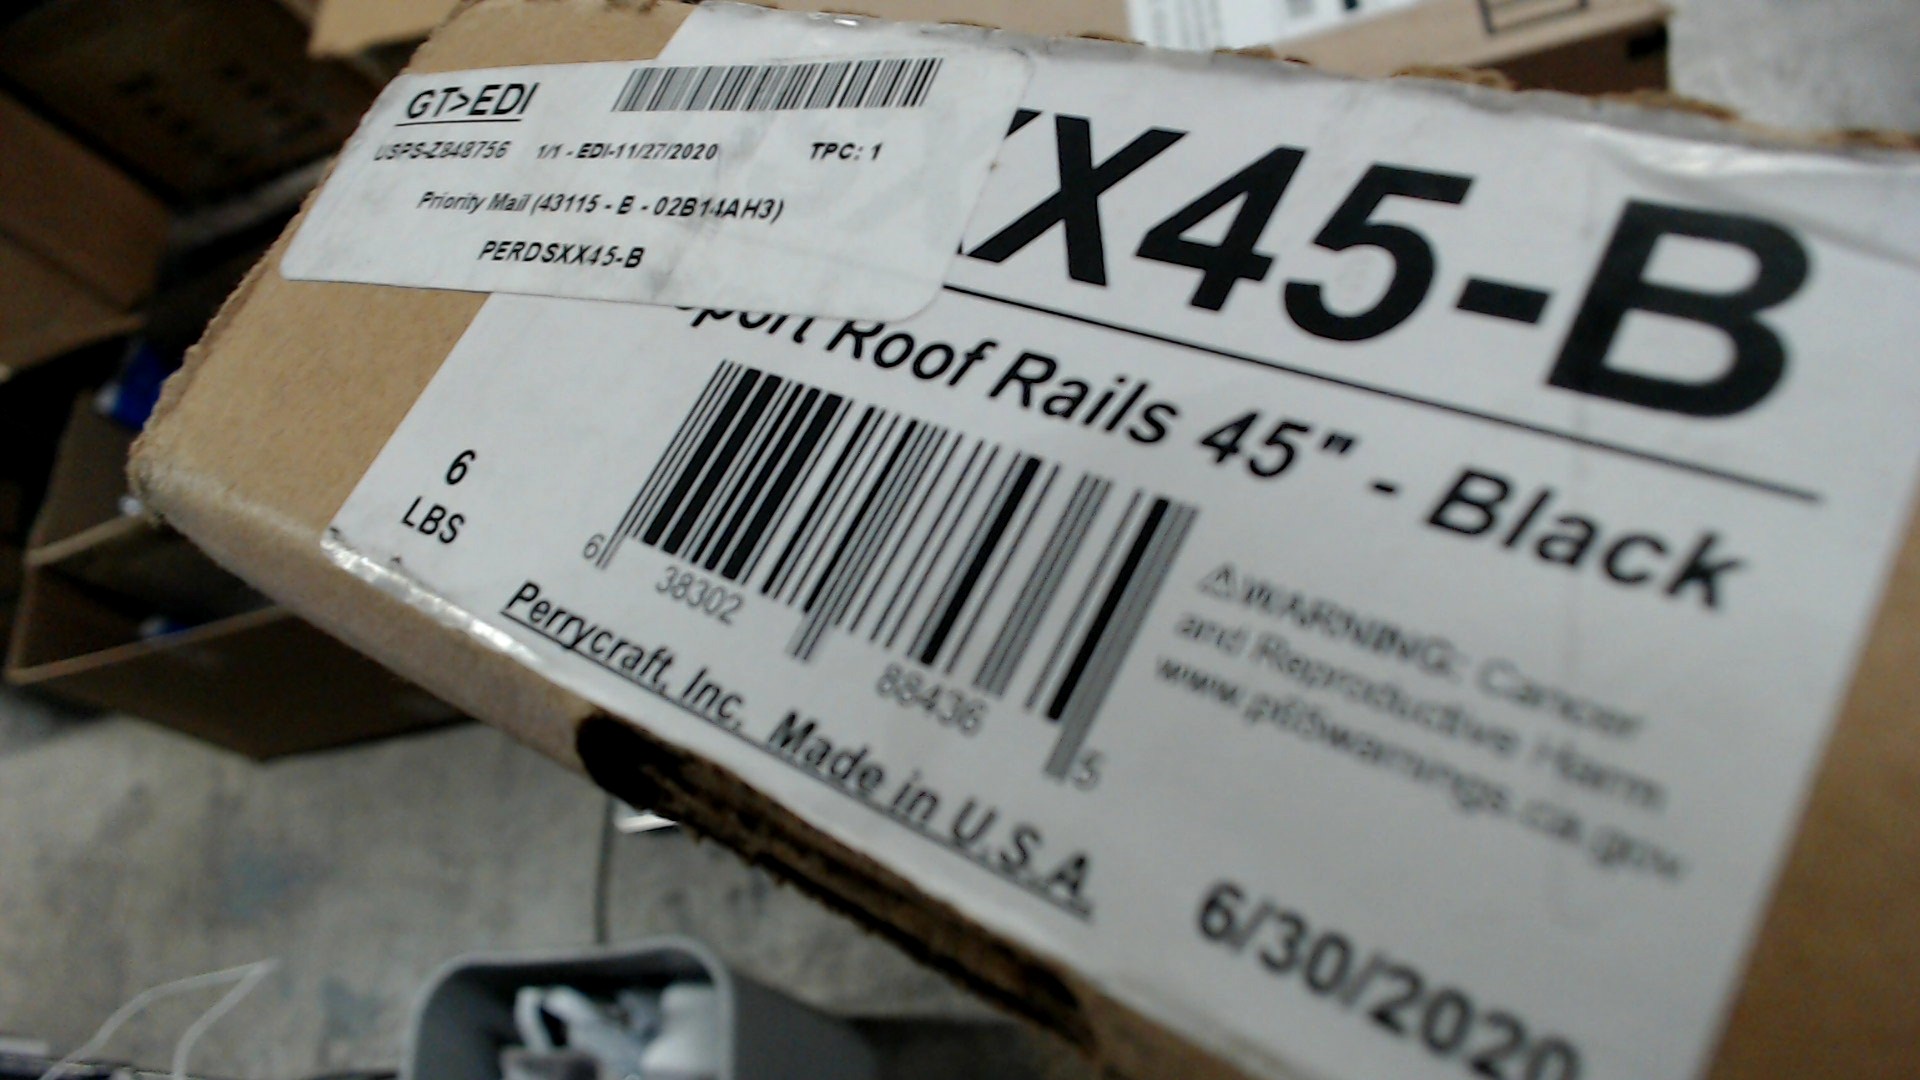 GT>EDI
USPS-Z848756 1/1 - EDI-11/27/2020 TPC: 1
Priority Mail (43115 - B - 02B14AH3)
PERDSXX45-B
XX45-B
port Roof Rails 45" - Black
6
LBS
6 38302 88436 5
⚠WARNING: Cancer
and Reproductive Harm
www.p65warnings.ca.gov
Perrycraft, Inc. Made in U.S.A.
6/30/2020